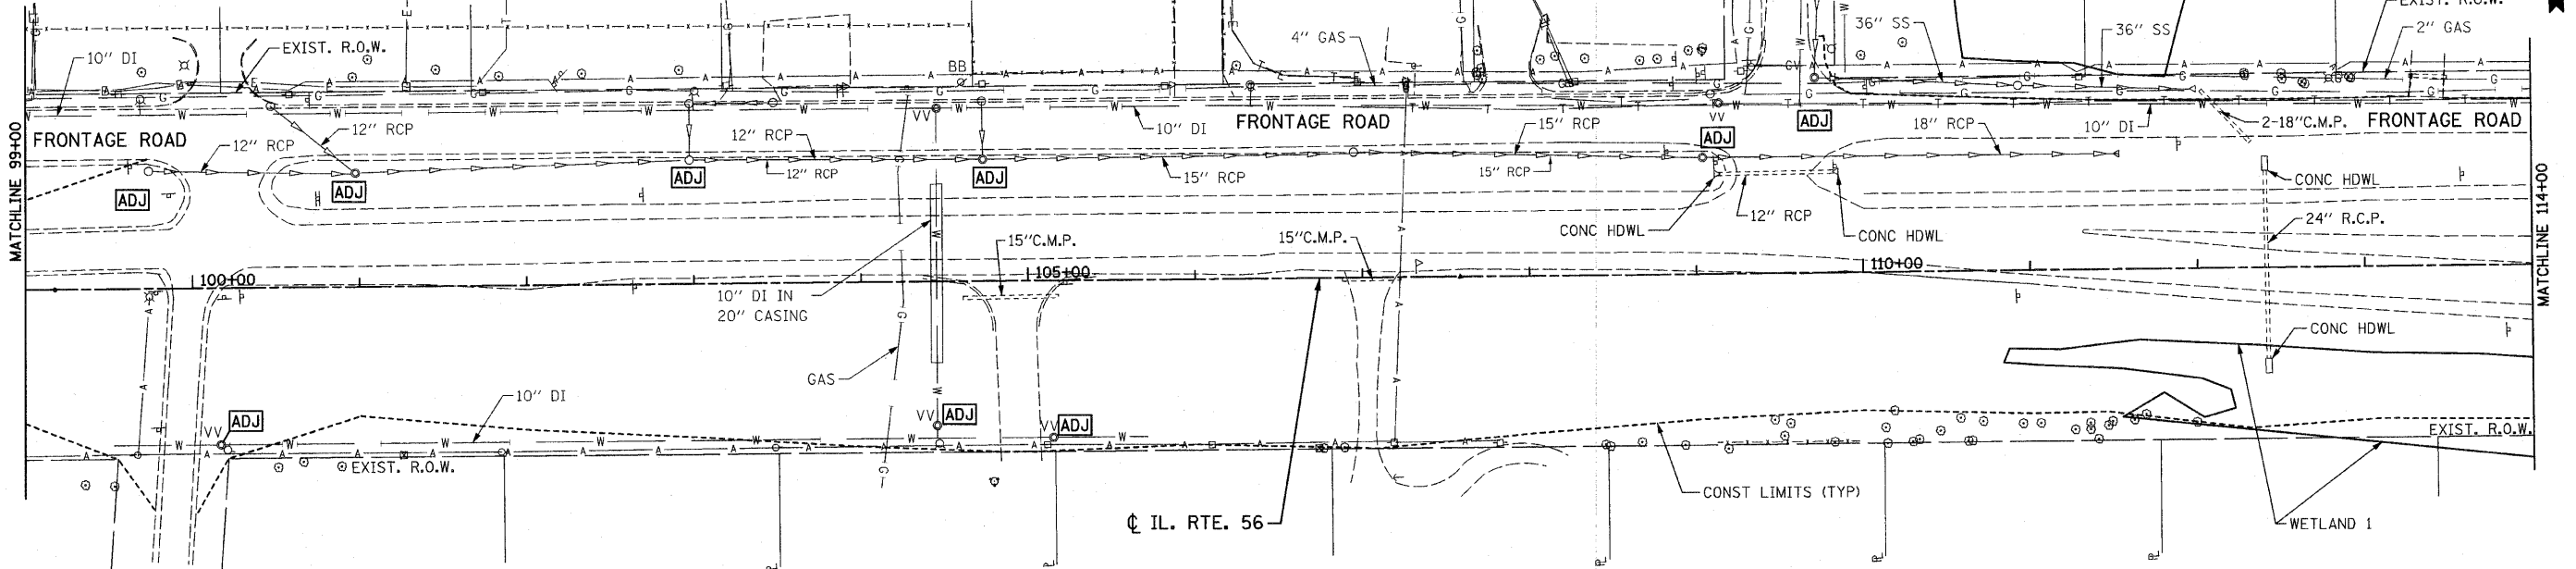 EXIST. R.O.W.
10" DI
EXIST. R.O.W.
BB
4" GAS
GV
36" SS
36" SS
2" GAS
MATCHLINE 99+00
FRONTAGE ROAD
12" RCP
12" RCP
12" RCP
12" RCP
VV
10" DI
FRONTAGE ROAD
15" RCP
VV
ADJ
ADJ
18" RCP
10" DI
2-18"C.M.P.
FRONTAGE ROAD
ADJ
ADJ
ADJ
ADJ
15" RCP
15" RCP
12" RCP
CONC HDWL
CONC HDWL
CONC HDWL
24" R.C.P.
MATCHLINE 114+00
100+00
15"C.M.P.
105+00
15"C.M.P.
110+00
10" DI IN
20" CASING
GAS
CONC HDWL
10" DI
VV
ADJ
VV
ADJ
VV
ADJ
EXIST. R.O.W.
EXIST. R.O.W.
CONST LIMITS (TYP)
℄ IL. RTE. 56
WETLAND 1